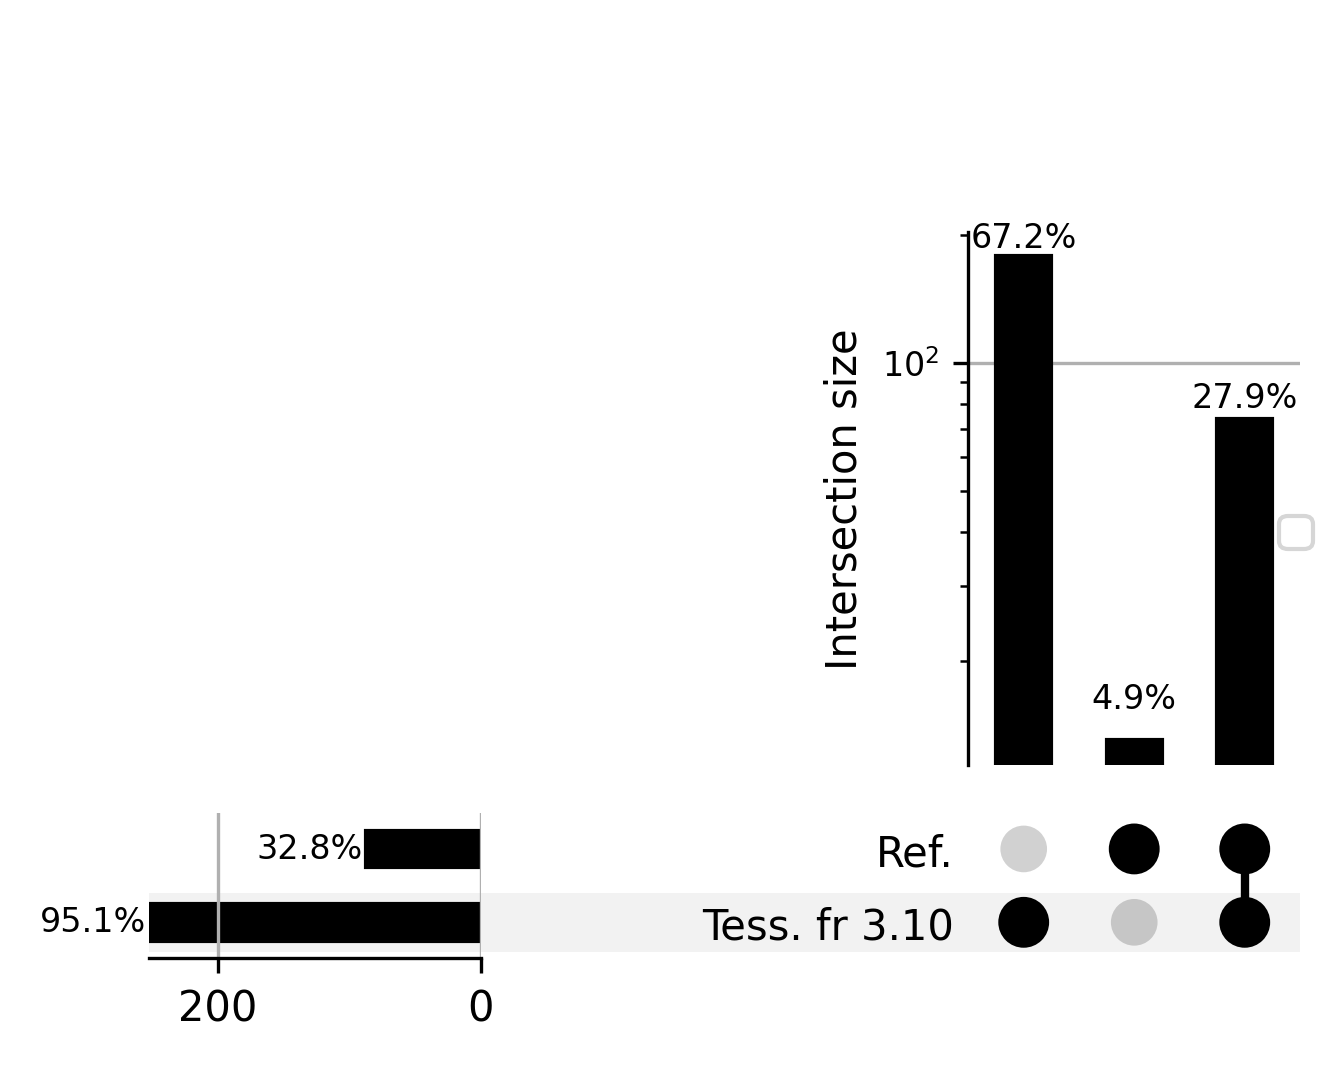 67.2%
10²
27.9%
Intersection size
4.9%
32.8%
Ref.
95.1%
Tess. fr 3.10
200
0